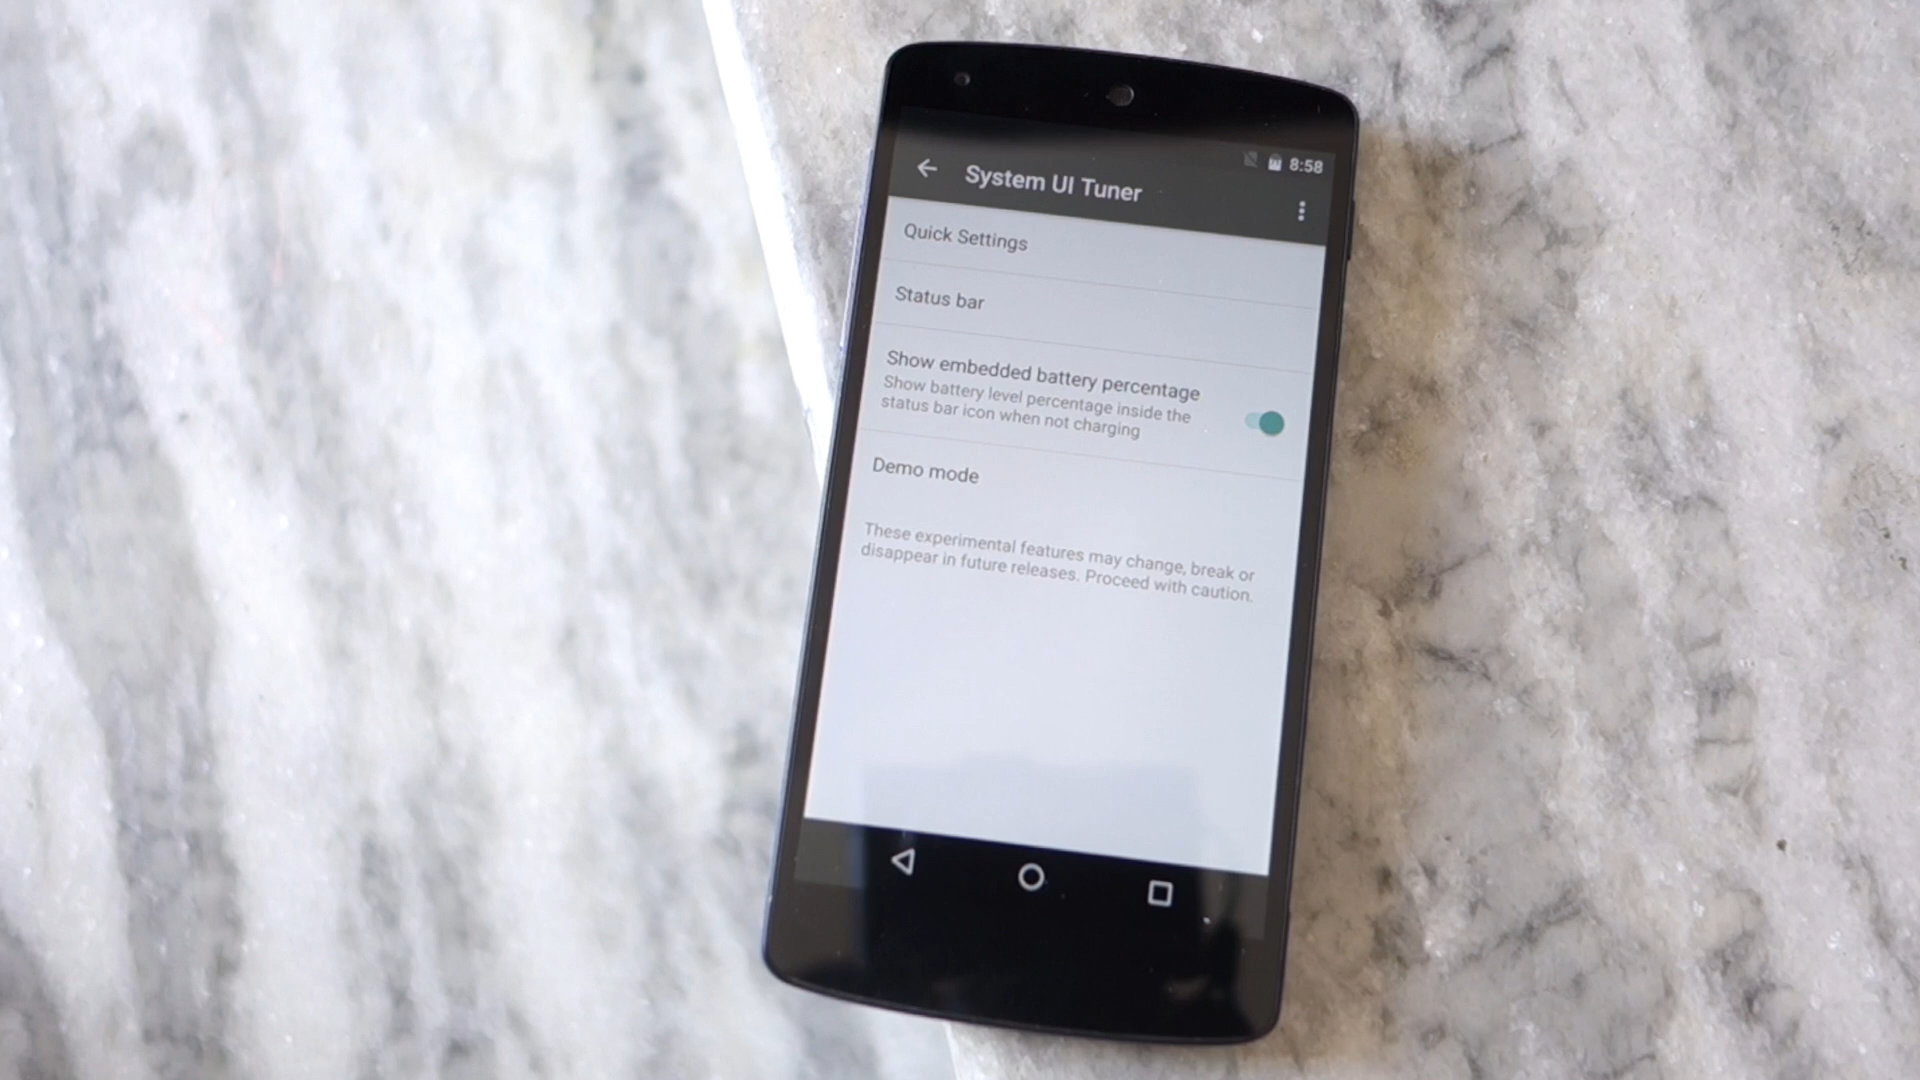 8:58
System UI Tuner
Quick Settings
Status bar
Show embedded battery percentage
Show battery level percentage inside the
status bar icon when not charging
Demo mode
These experimental features may change, break or
disappear in future releases. Proceed with caution.